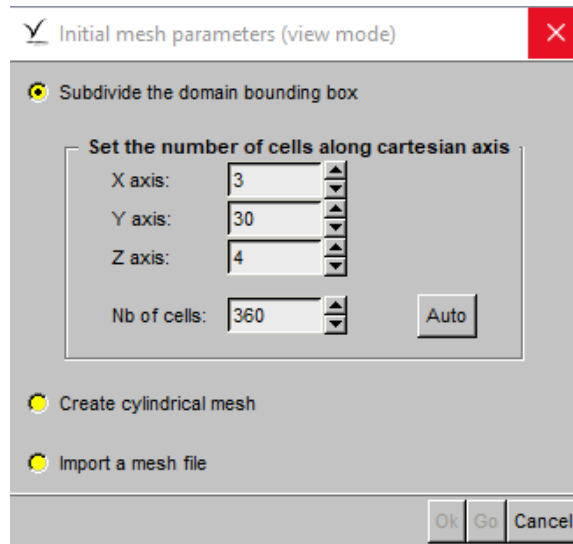 Initial mesh parameters (view mode)
Subdivide the domain bounding box
Set the number of cells along cartesian axis
X axis: 3
Y axis: 30
Z axis: 4
Nb of cells: 360 Auto
Create cylindrical mesh
Import a mesh file
Ok Go Cancel